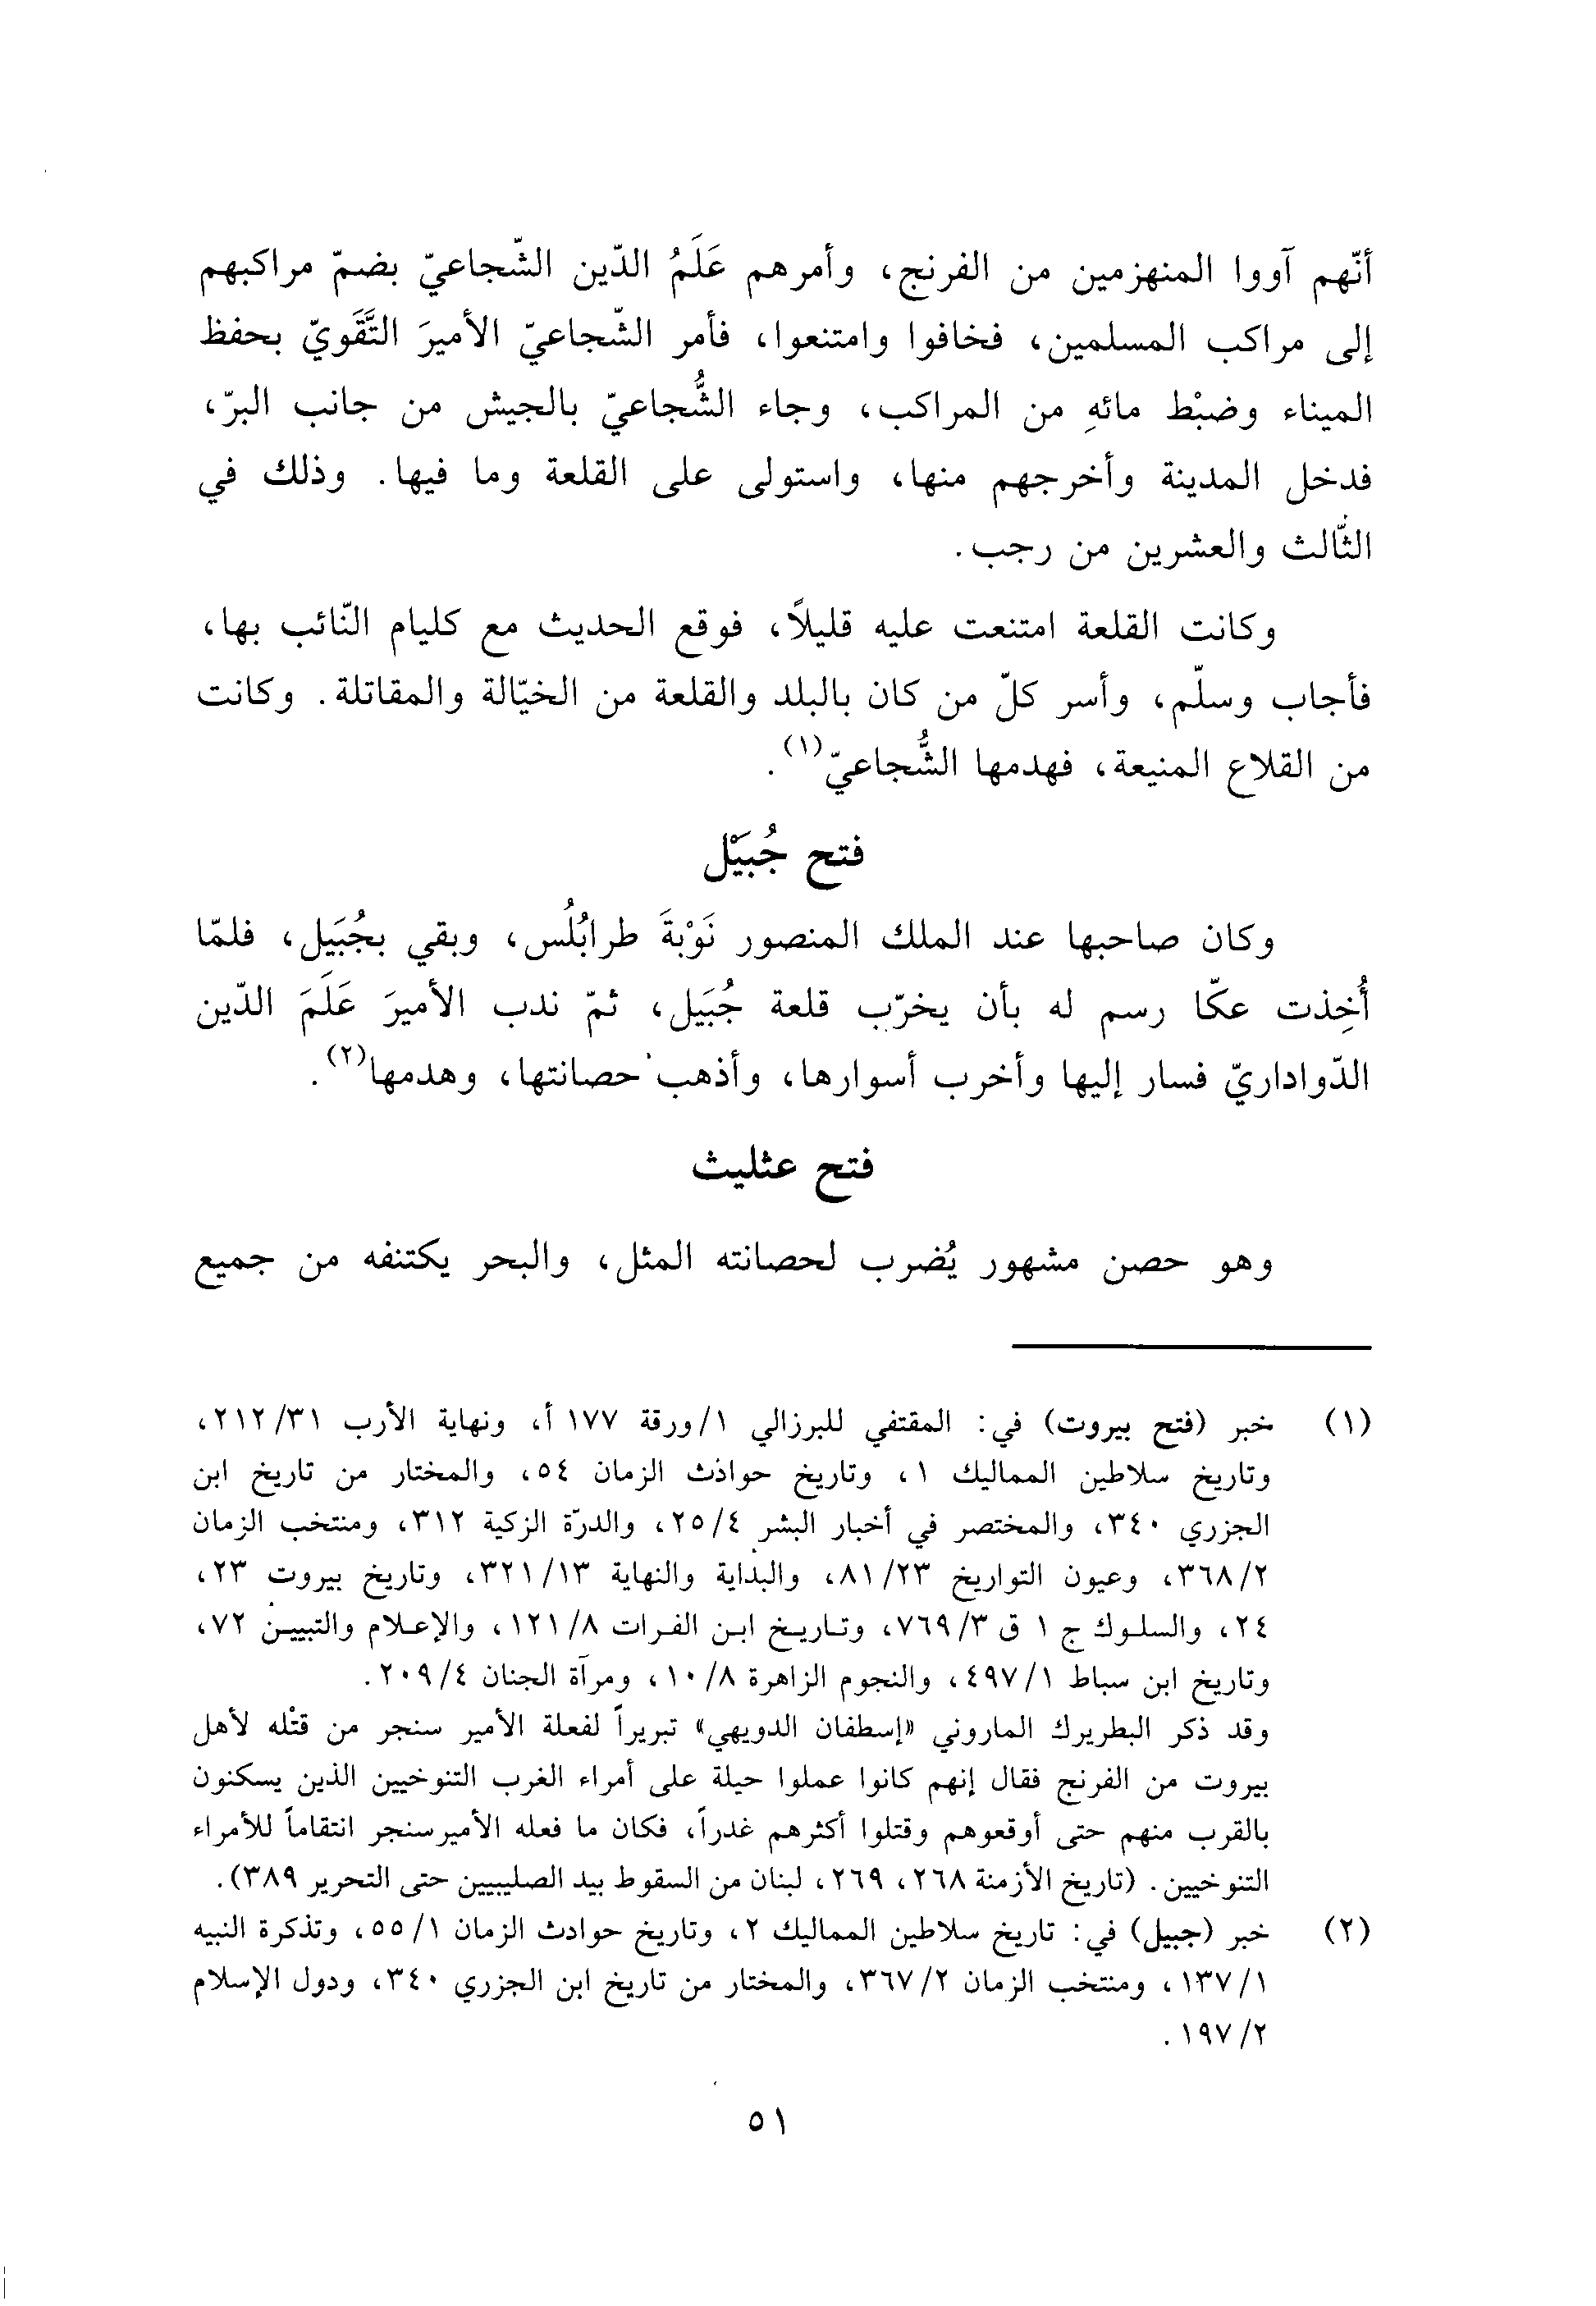 أنّهم آووا المنهزمين من الفرنج، وأمرهم عَلَمُ الدّين الشّجاعيّ بضمّ مراكبهم
إلى مراكب المسلمين، فخافوا وامتنعوا، فأمر الشّجاعيّ الأميرَ التَّقَويّ بحفظ
الميناء وضبْط مائهِ من المراكب، وجاء الشُّجاعيّ بالجيش من جانب البرّ،
فدخل المدينة وأخرجهم منها، واستولى على القلعة وما فيها. وذلك في
الثّالث والعشرين من رجب.
وكانت القلعة امتنعت عليه قليلاً، فوقع الحديث مع كليام النّائب بها،
فأجاب وسلّم، وأسر كلّ من كان بالبلد والقلعة من الخيّالة والمقاتلة. وكانت
من القلاع المنيعة، فهدمها الشُّجاعيّ(١).
فتح جُبَيْل
وكان صاحبها عند الملك المنصور نَوْبةَ طرابُلُس، وبقي بجُبَيل، فلمّا
أُخِذت عكّا رسم له بأن يخرّب قلعة جُبَيل، ثمّ ندب الأميرَ عَلَمَ الدّين
الدّواداريّ فسار إليها وأخرب أسوارها، وأذهب حصانتها، وهدمها(٢).
فتح عثليث
وهو حصن مشهور يُضرب لحصانته المثل، والبحر يكتنفه من جميع
(١) خبر (فتح بيروت) في: المقتفي للبرزالي ١/ورقة ١٧٧ أ، ونهاية الأرب ٢١٢/٣١،
وتاريخ سلاطين المماليك ١، وتاريخ حوادث الزمان ٥٤، والمختار من تاريخ ابن
الجزري ٣٤٠، والمختصر في أخبار البشر ٢٥/٤، والدرّة الزكية ٣١٢، ومنتخب الزمان
٣٦٨/٢، وعيون التواريخ ٨١/٢٣، والبداية والنهاية ٣٢١/١٣، وتاريخ بيروت ٢٣،
٢٤، والسلوك ج ١ ق ٧٦٩/٣، وتاريخ ابن الفرات ١٢١/٨، والإعلام والتبيين ٧٢،
وتاريخ ابن سباط ٤٩٧/١، والنجوم الزاهرة ١٠/٨، ومرآة الجنان ٢٠٩/٤.
وقد ذكر البطريرك الماروني «إسطفان الدويهي» تبريراً لفعلة الأمير سنجر من قتْله لأهل
بيروت من الفرنج فقال إنهم كانوا عملوا حيلة على أمراء الغرب التنوخيين الذين يسكنون
بالقرب منهم حتى أوقعوهم وقتلوا أكثرهم غدراً، فكان ما فعله الأميرسنجر انتقاماً للأمراء
التنوخيين. (تاريخ الأزمنة ٢٦٨، ٢٦٩، لبنان من السقوط بيد الصليبيين حتى التحرير ٣٨٩).
(٢) خبر (جبيل) في: تاريخ سلاطين المماليك ٢، وتاريخ حوادث الزمان ٥٥/١، وتذكرة النبيه
١٣٧/١، ومنتخب الزمان ٣٦٧/٢، والمختار من تاريخ ابن الجزري ٣٤٠، ودول الإسلام
١٩٧/٢.
٥١